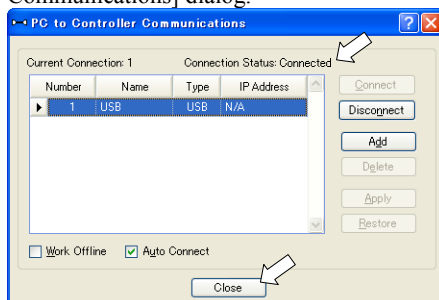 Communications] dialog.
PC to Controller Communications
Current Connection: 1 Connection Status: Connected
Number Name Type IP Address
1 USB USB N/A
Connect
Disconnect
Add
Delete
Apply
Restore
Work Offline Auto Connect
Close